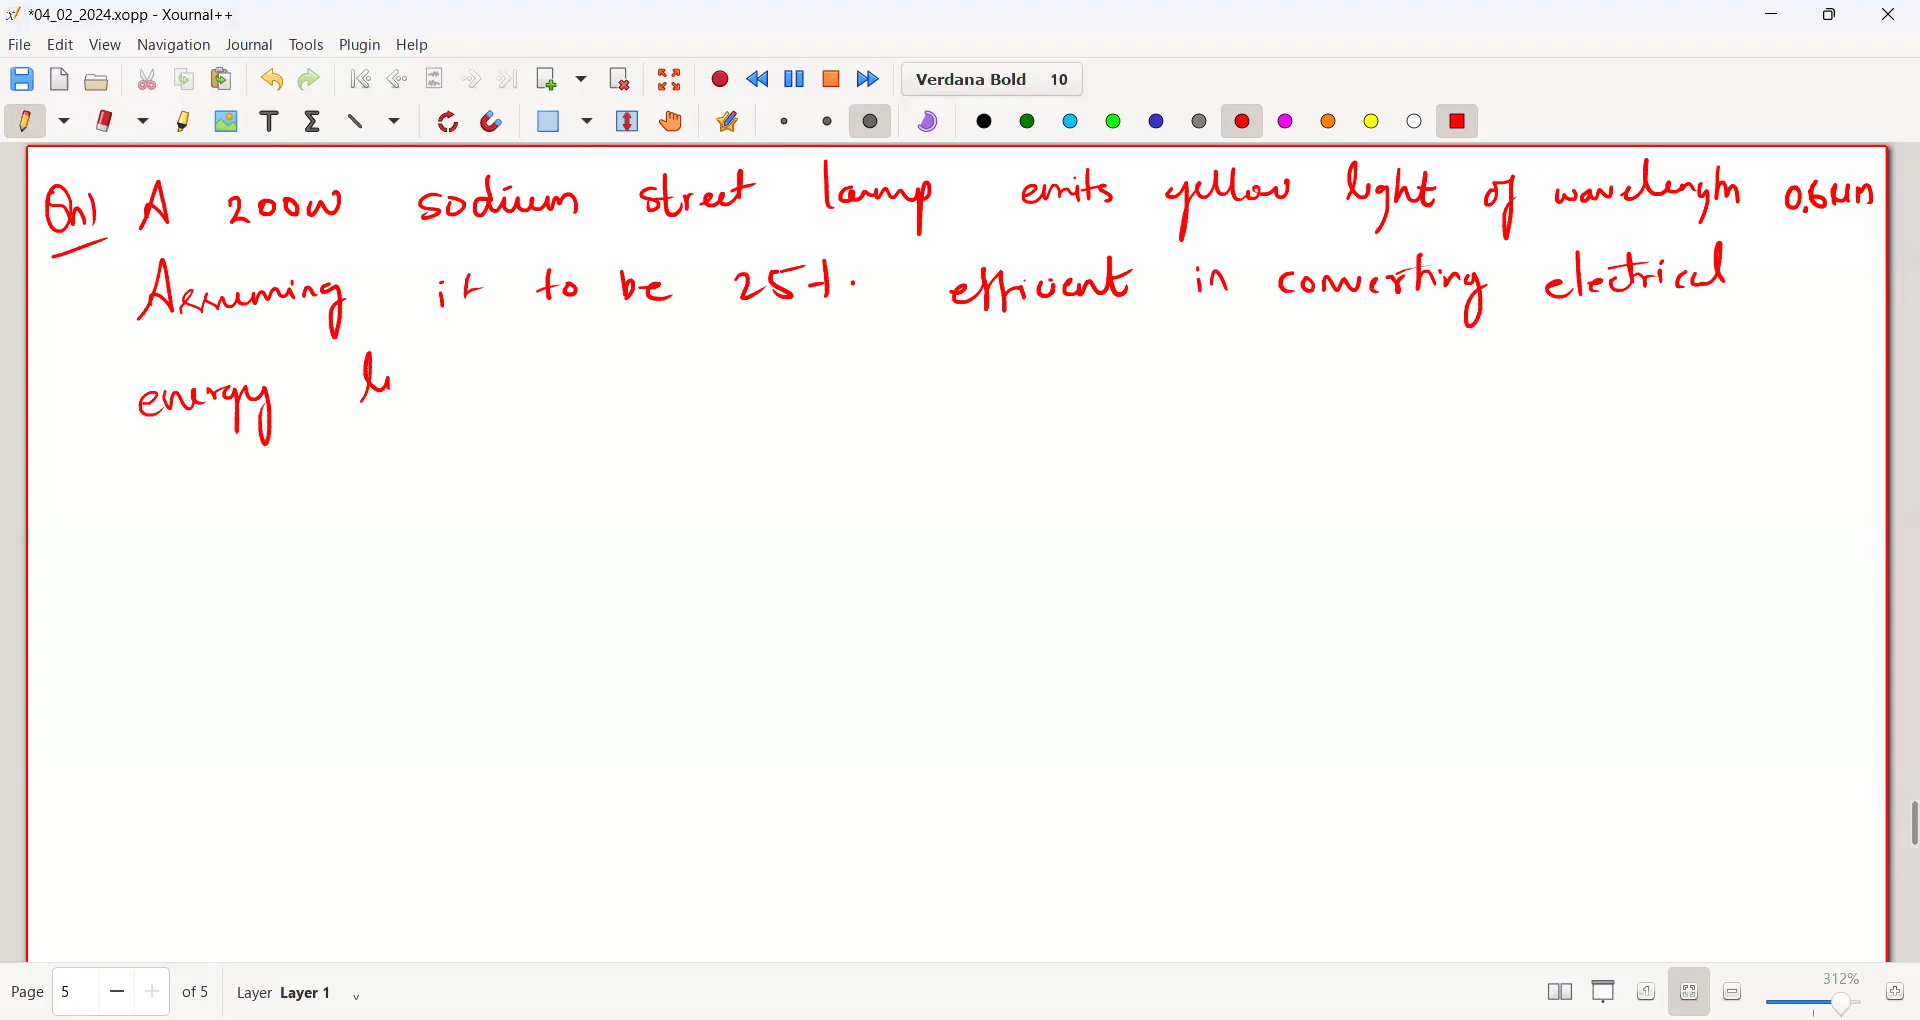 *04_02_2024.xopp - Xournal++
File Edit View Navigation Journal Tools Plugin Help
Verdana Bold 10
Qn) A 200W sodium street lamp emits yellow light of wavelength 0.6μm
Assuming it to be 25%. efficient in converting electrical
energy
Page 5 of 5 Layer Layer 1 312%